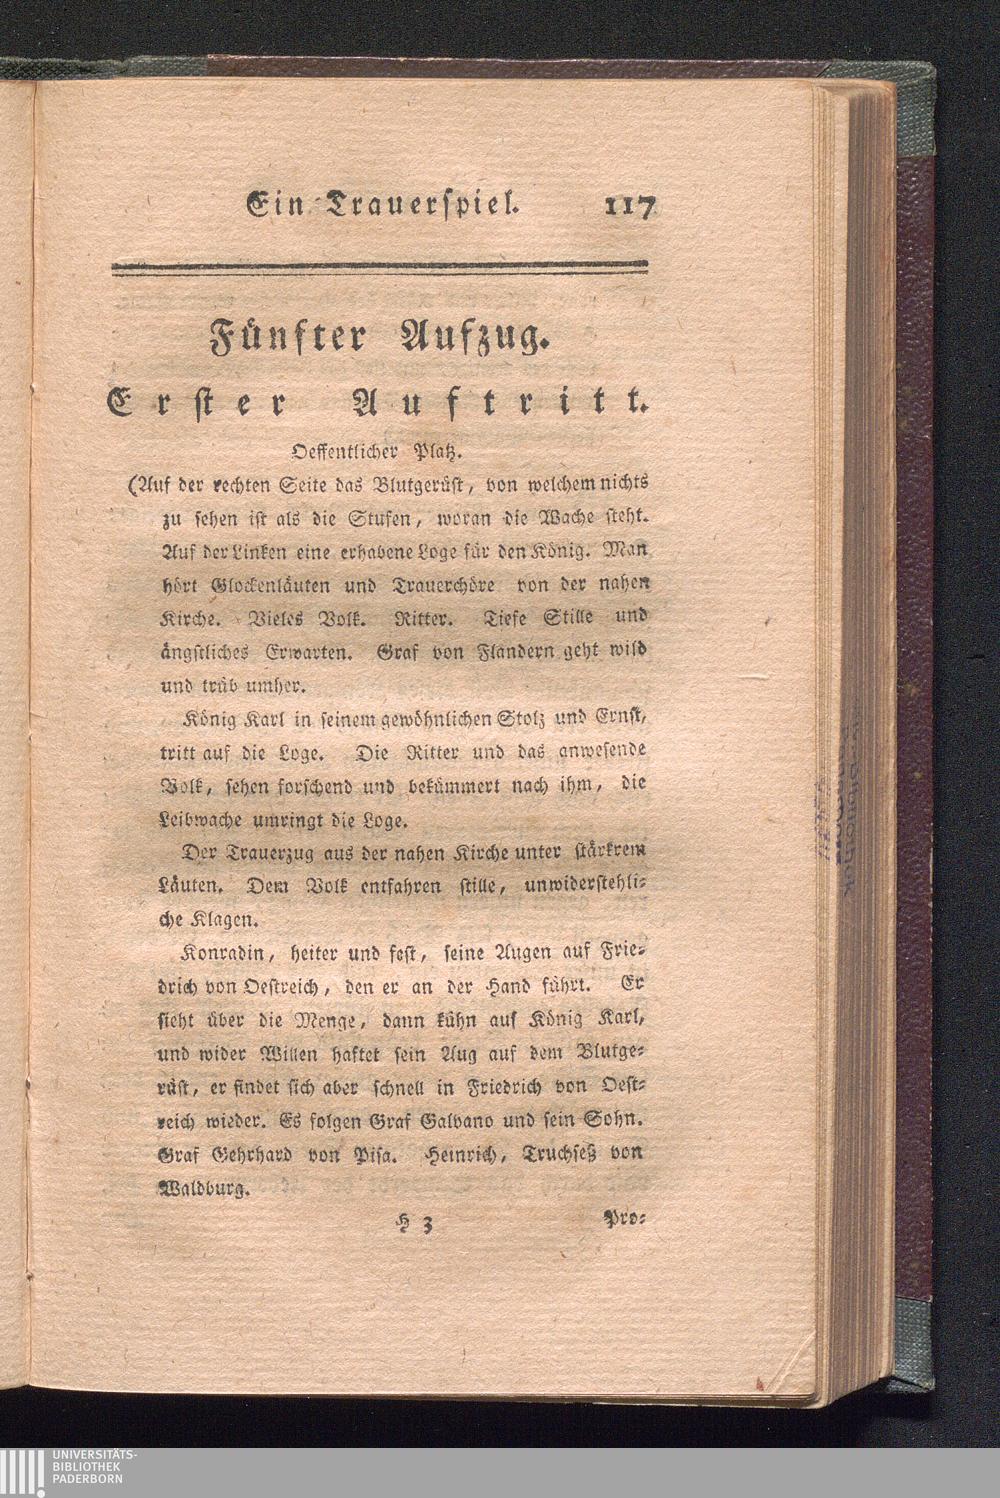 Ein Trauerspiel. 117
Fünfter Aufzug.
Erster Auftritt.
Oeffentlicher Platz.
(Auf der rechten Seite das Blutgerüst, von welchem nichts
zu sehen ist als die Stufen, woran die Wache steht.
Auf der Linken eine erhabene Loge für den König. Man
hört Glockenläuten und Trauerchöre von der nahen
Kirche. Vieles Volk. Ritter. Tiefe Stille und
ängstliches Erwarten. Graf von Flandern geht wild
und trüb umher.
König Karl in seinem gewöhnlichen Stolz und Ernst,
tritt auf die Loge. Die Ritter und das anwesende
Volk, sehen forschend und bekümmert nach ihm, die
Leibwache umringt die Loge.
Der Trauerzug aus der nahen Kirche unter stärkrem
Läuten. Dem Volk entfahren stille, unwiderstehli-
che Klagen.
Konradin, heiter und fest, seine Augen auf Frie-
drich von Oestreich, den er an der Hand führt. Er
sieht über die Menge, dann kühn auf König Karl,
und wider Willen haftet sein Aug auf dem Blutge-
rüst, er findet sich aber schnell in Friedrich von Oest-
reich wieder. Es folgen Graf Galvano und sein Sohn.
Graf Gehrhard von Pisa. Heinrich, Truchseß von
Waldburg.
H 3 Pro-
UNIVERSITÄTS-
BIBLIOTHEK
PADERBORN